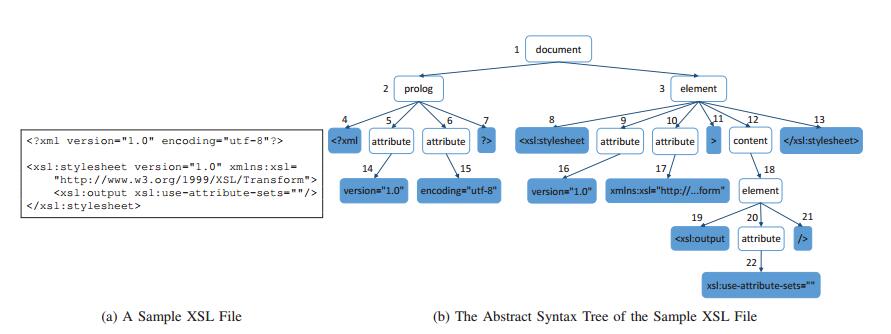 1 document
2 prolog 3 element
4 5 6 7 8 9 10 11 12 13
<?xml attribute attribute ?> <xsl:stylesheet attribute attribute > content </xsl:stylesheet>
<?xml version="1.0" encoding="utf-8"?>
<xsl:stylesheet version="1.0" xmlns:xsl=
"http://www.w3.org/1999/XSL/Transform">
<xsl:output xsl:use-attribute-sets=""/>
</xsl:stylesheet>
14 15 16 17 18
version="1.0" encoding="utf-8" version="1.0" xmlns:xsl="http://...form" element
19 20 21
<xsl:output attribute />
22
xsl:use-attribute-sets=""
(a) A Sample XSL File
(b) The Abstract Syntax Tree of the Sample XSL File